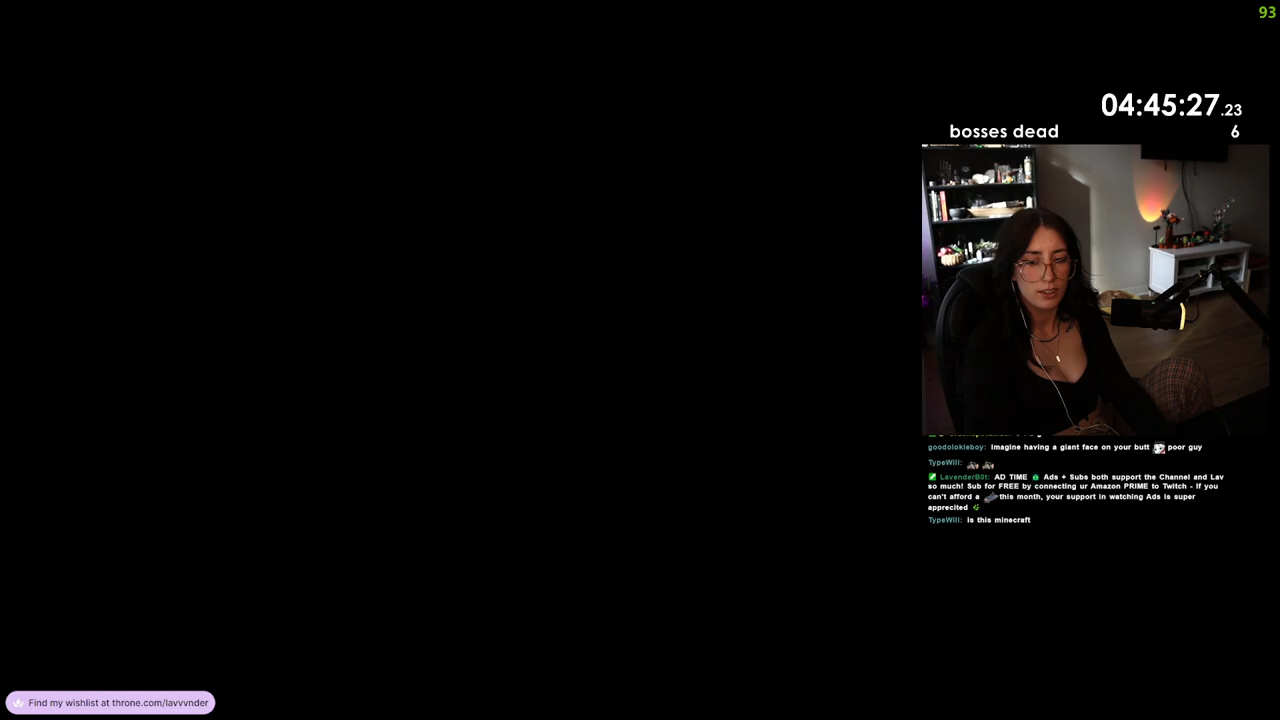 93
04:45:27.23
bosses dead 6
goodolokieboy: imagine having a giant face on your butt poor guy
TypeWill:
LavenderB0t: AD TIME Ads + Subs both support the Channel and Lav
so much! Sub for FREE by connecting ur Amazon PRIME to Twitch - if you
can't afford a this month, your support in watching Ads is super
apprecited
TypeWill: is this minecraft
Find my wishlist at throne.com/lavvvnder